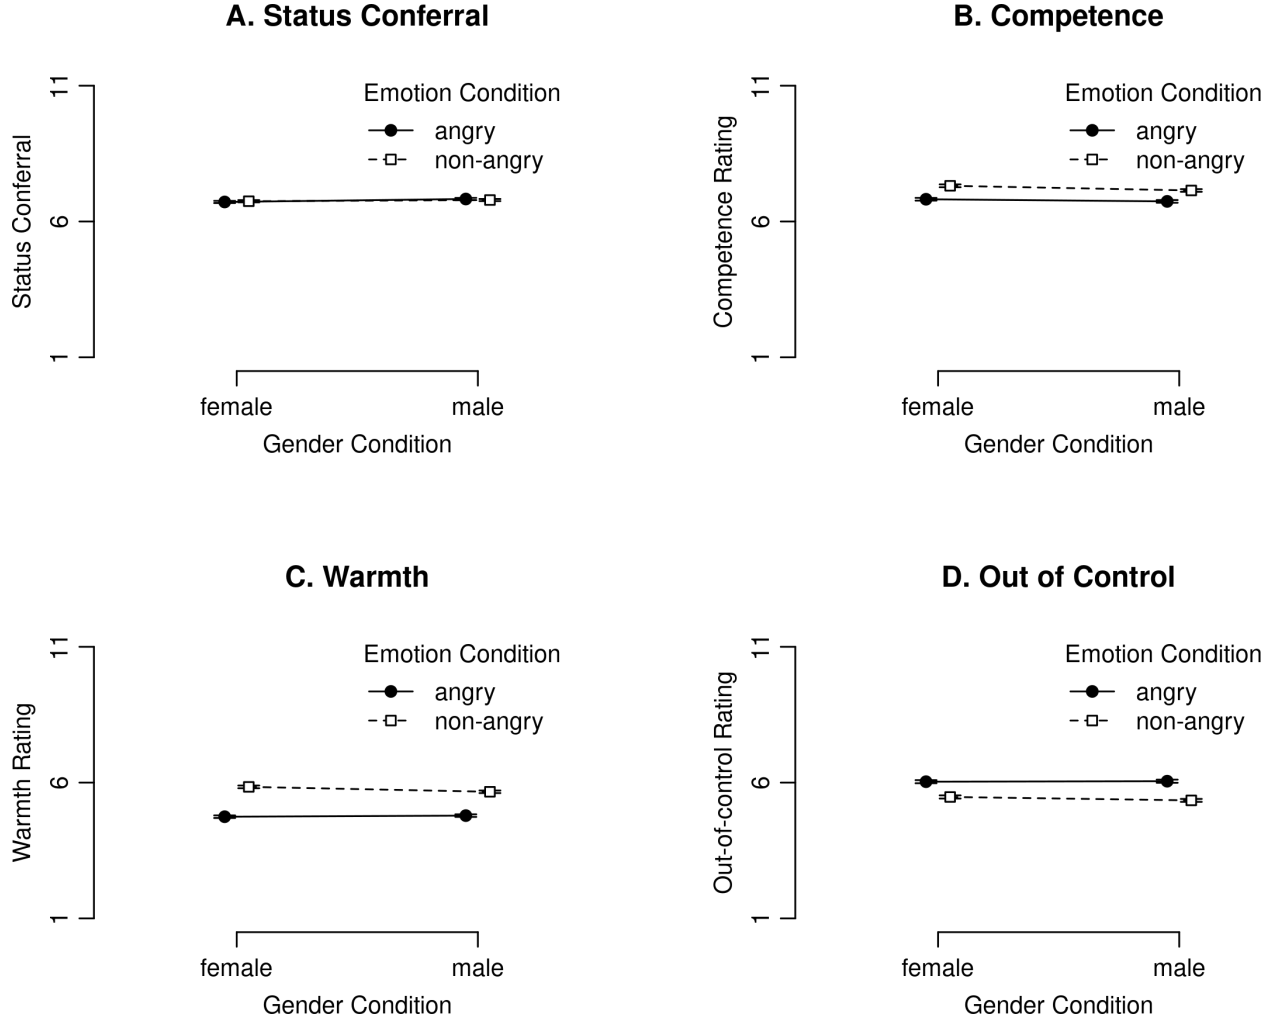 A. Status Conferral
Status Conferral
11
6
1
Emotion Condition
angry
non-angry
female
male
Gender Condition
B. Competence
Competence Rating
11
6
1
Emotion Condition
angry
non-angry
female
male
Gender Condition
C. Warmth
Warmth Rating
11
6
1
Emotion Condition
angry
non-angry
female
male
Gender Condition
D. Out of Control
Out-of-control Rating
11
6
1
Emotion Condition
angry
non-angry
female
male
Gender Condition